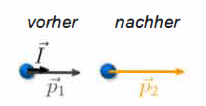 vorher nachher
I⃗
p⃗₁ p⃗₂